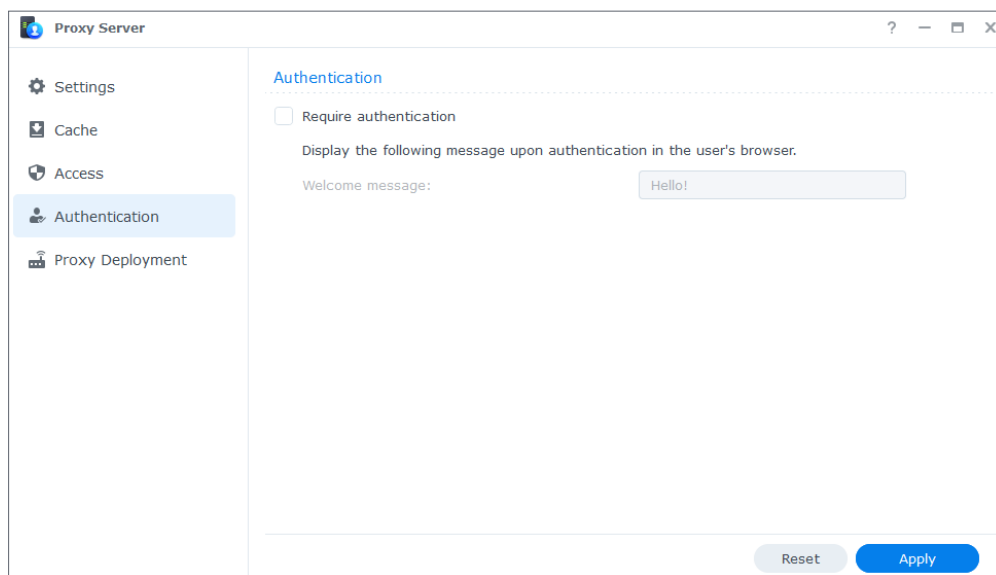 Proxy Server
?
Settings
Cache
Access
Authentication
Proxy Deployment
Authentication
Require authentication
Display the following message upon authentication in the user's browser.
Welcome message: Hello!
Reset Apply